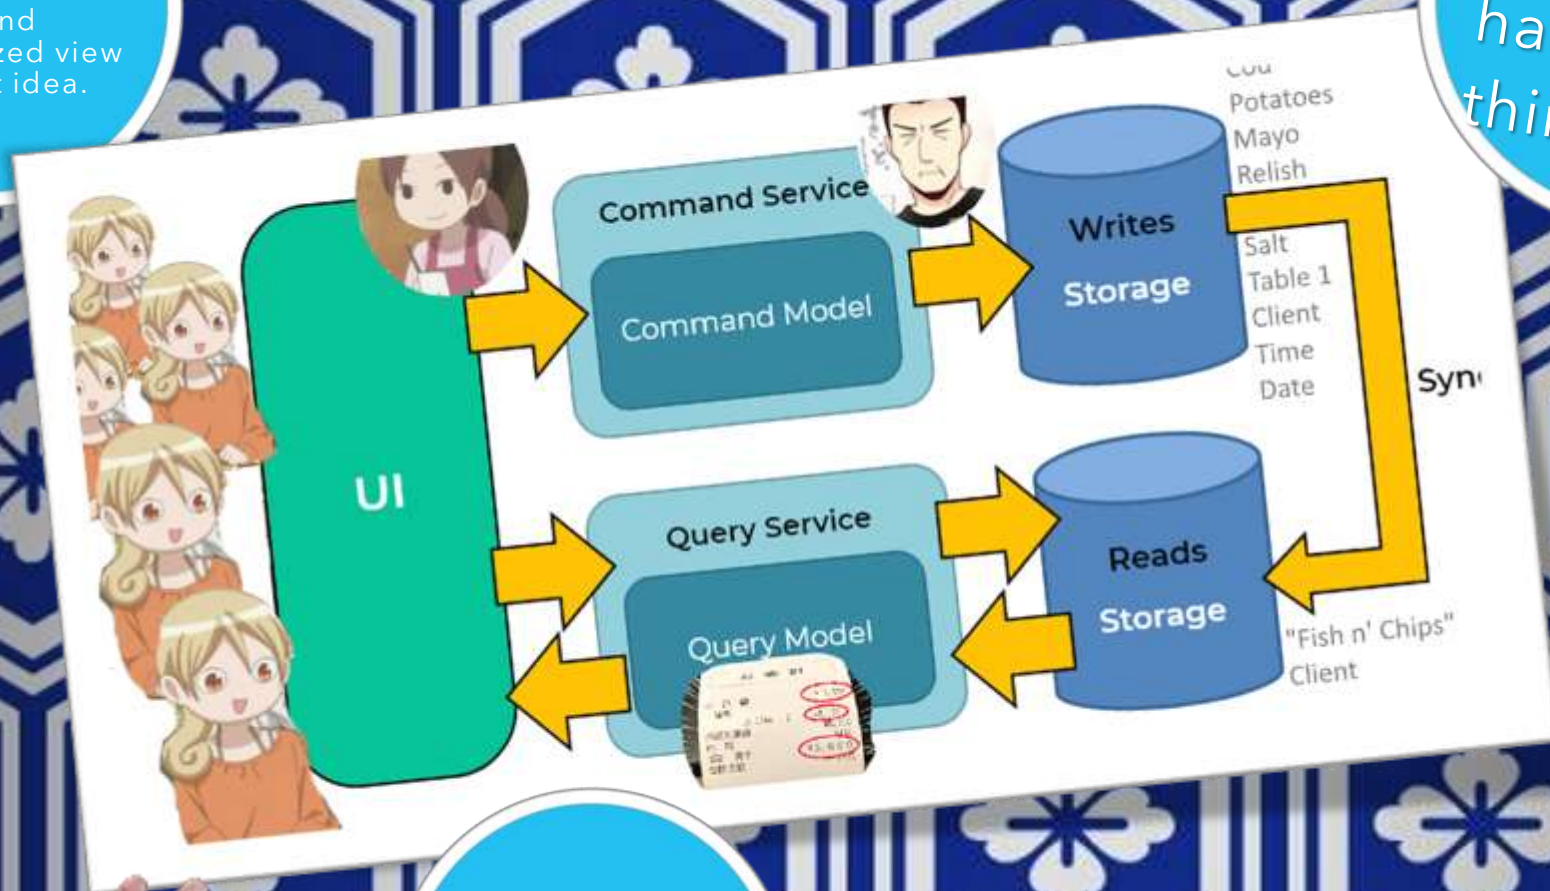 nd
zed view
t idea.
ha
thin
Command Service
Command Model
Writes
Storage
Potatoes
Mayo
Relish
Salt
Table 1
Client
Time
Date
Syn
UI
Query Service
Query Model
Reads
Storage
"Fish n' Chips"
Client